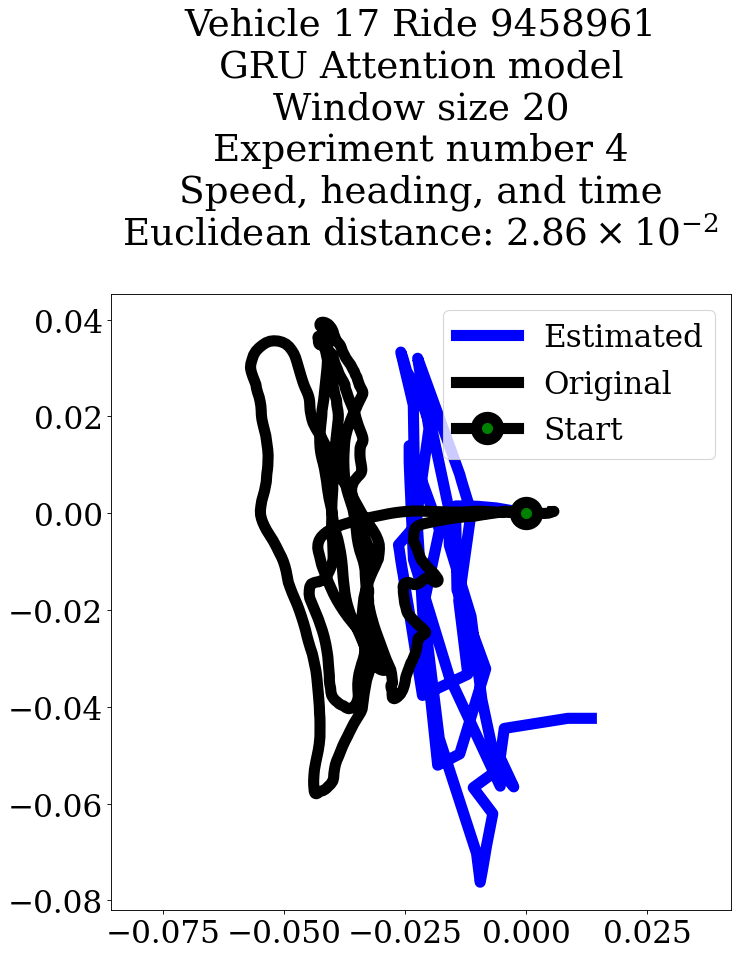 Vehicle 17 Ride 9458961
GRU Attention model
Window size 20
Experiment number 4
Speed, heading, and time
Euclidean distance: 2.86 × 10⁻²
Estimated
Original
Start
0.04
0.02
0.00
−0.02
−0.04
−0.06
−0.08
−0.075 −0.050 −0.025 0.000 0.025